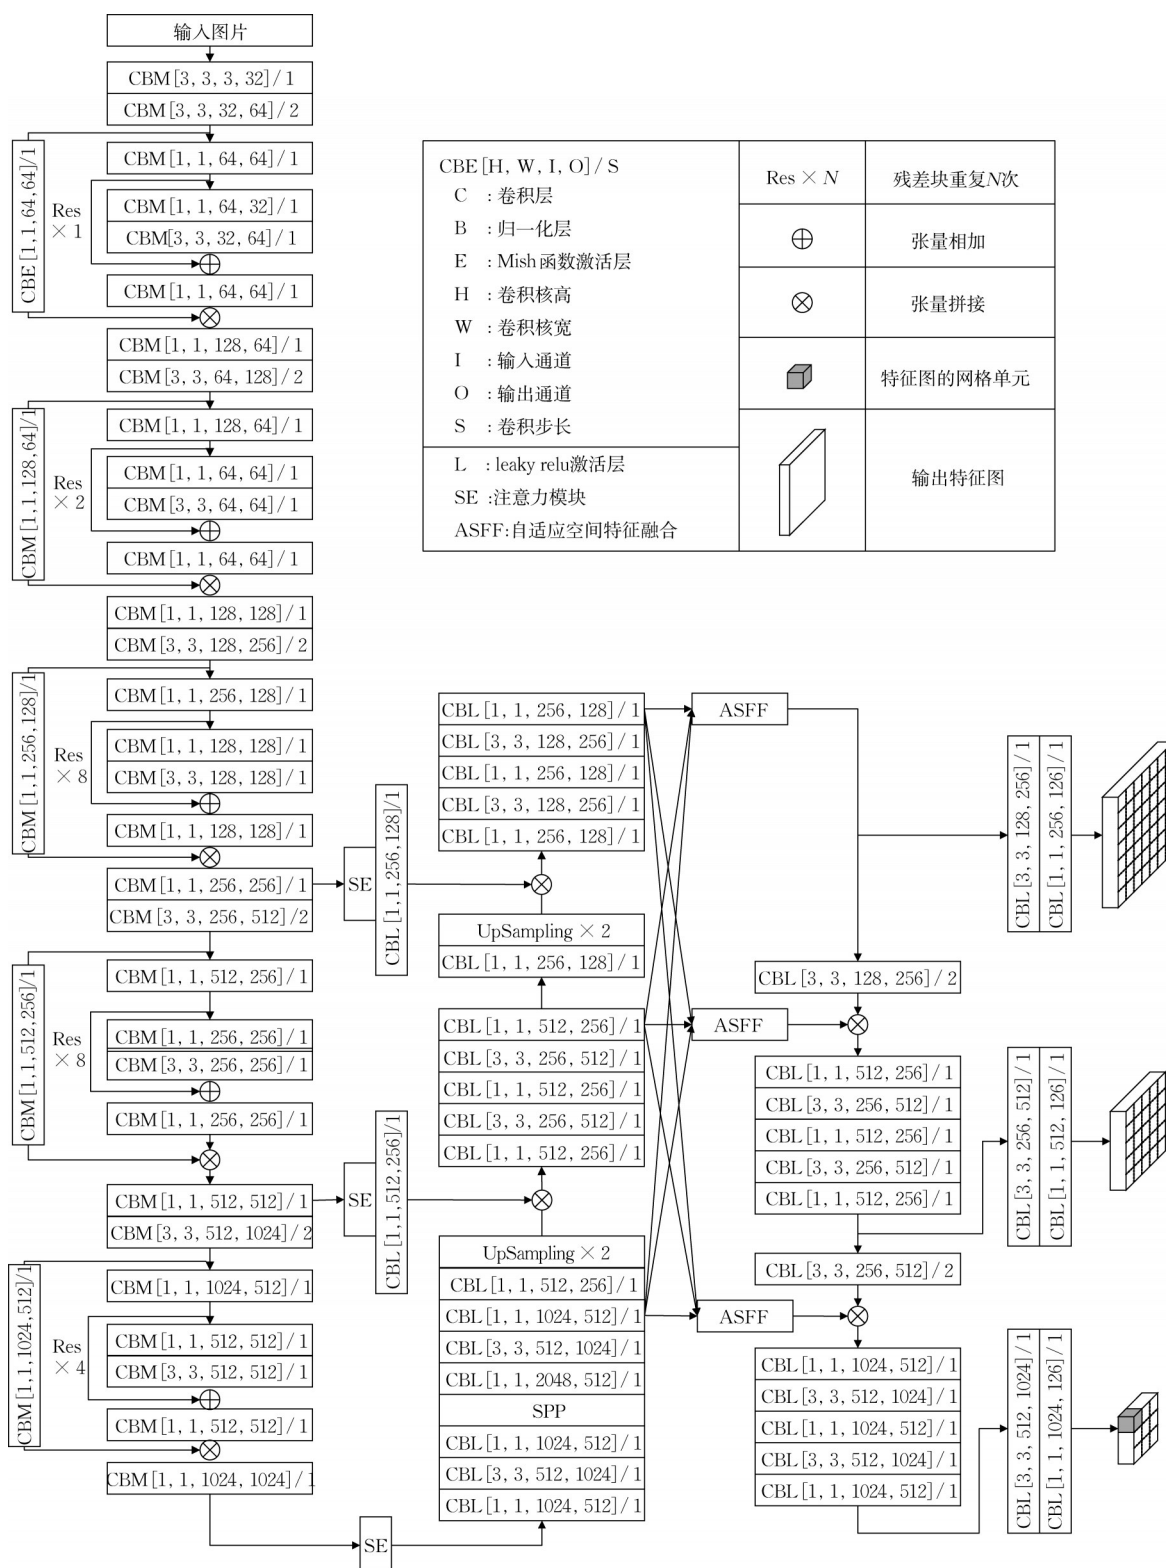 输入图片
CBM[3, 3, 3, 32]/1
CBM[3, 3, 32, 64]/2
CBE[1, 1, 64, 64]/1
CBM[1, 1, 64, 64]/1
Res
×1
CBM[1, 1, 64, 32]/1
CBM[3, 3, 32, 64]/1
CBM[1, 1, 64, 64]/1
CBM[1, 1, 128, 64]/1
CBM[3, 3, 64, 128]/2
CBM[1, 1, 128, 64]/1
CBM[1, 1, 128, 64]/1
Res
×2
CBM[1, 1, 64, 64]/1
CBM[3, 3, 64, 64]/1
CBM[1, 1, 64, 64]/1
CBM[1, 1, 128, 128]/1
CBM[3, 3, 128, 256]/2
CBM[1, 1, 256, 128]/1
CBM[1, 1, 256, 128]/1
Res
×8
CBM[1, 1, 128, 128]/1
CBM[3, 3, 128, 128]/1
CBM[1, 1, 128, 128]/1
CBM[1, 1, 256, 256]/1
CBM[3, 3, 256, 512]/2
CBM[1, 1, 512, 256]/1
CBM[1, 1, 512, 256]/1
Res
×8
CBM[1, 1, 256, 256]/1
CBM[3, 3, 256, 256]/1
CBM[1, 1, 256, 256]/1
CBM[1, 1, 512, 512]/1
CBM[3, 3, 512, 1024]/2
CBM[1, 1, 1024, 512]/1
CBM[1, 1, 1024, 512]/1
Res
×4
CBM[1, 1, 512, 512]/1
CBM[3, 3, 512, 512]/1
CBM[1, 1, 512, 512]/1
CBM[1, 1, 1024, 1024]/1
SE
CBL[1, 1, 256, 128]/1
SE
CBL[1, 1, 512, 256]/1
SE
CBL[1, 1, 256, 128]/1
CBL[3, 3, 128, 256]/1
CBL[1, 1, 256, 128]/1
CBL[3, 3, 128, 256]/1
CBL[1, 1, 256, 128]/1
UpSampling × 2
CBL[1, 1, 256, 128]/1
CBL[1, 1, 512, 256]/1
CBL[3, 3, 256, 512]/1
CBL[1, 1, 512, 256]/1
CBL[3, 3, 256, 512]/1
CBL[1, 1, 512, 256]/1
UpSampling × 2
CBL[1, 1, 512, 256]/1
CBL[1, 1, 1024, 512]/1
CBL[3, 3, 512, 1024]/1
CBL[1, 1, 2048, 512]/1
SPP
CBL[1, 1, 1024, 512]/1
CBL[3, 3, 512, 1024]/1
CBL[1, 1, 1024, 512]/1
CBE[H, W, I, O]/S
C :卷积层
B :归一化层
E :Mish函数激活层
H :卷积核高
W :卷积核宽
I :输入通道
O :输出通道
S :卷积步长
L :leaky relu激活层
SE :注意力模块
ASFF:自适应空间特征融合
Res × N 残差块重复N次
⊕ 张量相加
⊗ 张量拼接
特征图的网格单元
输出特征图
ASFF
ASFF
ASFF
CBL[3, 3, 128, 256]/2
CBL[1, 1, 512, 256]/1
CBL[3, 3, 256, 512]/1
CBL[1, 1, 512, 256]/1
CBL[3, 3, 256, 512]/1
CBL[1, 1, 512, 256]/1
CBL[3, 3, 256, 512]/2
CBL[1, 1, 1024, 512]/1
CBL[3, 3, 512, 1024]/1
CBL[1, 1, 1024, 512]/1
CBL[3, 3, 512, 1024]/1
CBL[1, 1, 1024, 512]/1
CBL[3, 3, 128, 256]/1
CBL[1, 1, 256, 126]/1
CBL[3, 3, 256, 512]/1
CBL[1, 1, 512, 126]/1
CBL[3, 3, 512, 1024]/1
CBL[1, 1, 1024, 126]/1